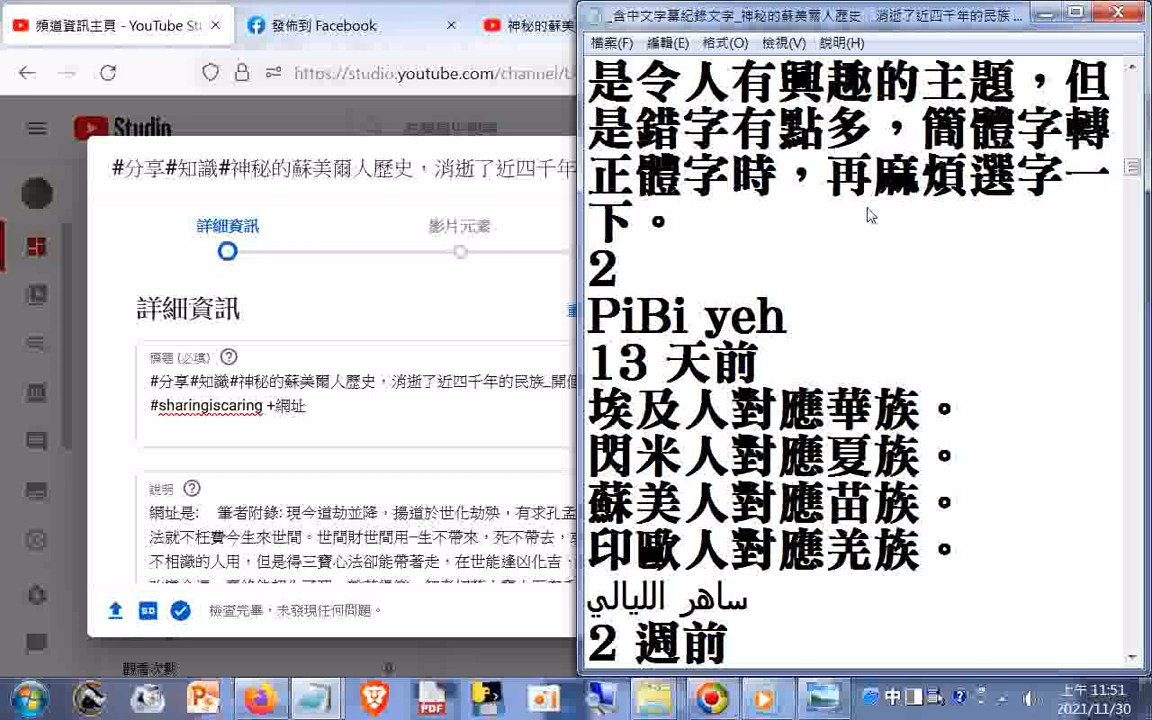 頻道資訊主頁 - YouTube Stu
發佈到 Facebook
神秘的蘇美
https://studio.youtube.com/channel/U
Studio
#分享#知識#神秘的蘇美爾人歷史，消逝了近四千年
詳細資訊
影片元素
詳細資訊
標題 (必填)
#分享#知識#神秘的蘇美爾人歷史，消逝了近四千年的民族_開個
#sharingiscaring +網址
說明
網址是: 筆者附錄: 現今道劫並降，揚道於世化劫殃，有求孔孟
法就不枉費今生來世間。世間財世間用一生不帶來，死不帶去，
不相識的人用，但是得三寶心法卻能帶著走，在世能逢凶化吉
SD
檢查完畢，未發現任何問題。
觀看次數
0
_含中文字幕紀錄文字_神秘的蘇美爾人歷史，消逝了近四千年的民族 ...
檔案(F) 編輯(E) 格式(O) 檢視(V) 說明(H)
是令人有興趣的主題，但
是錯字有點多，簡體字轉
正體字時，再麻煩選字一
下。
2
PiBi yeh
13 天前
埃及人對應華族。
閃米人對應夏族。
蘇美人對應苗族。
印歐人對應羌族。
ساهر الليالي
2 週前
PDF
中
上午 11:51
2021/11/30